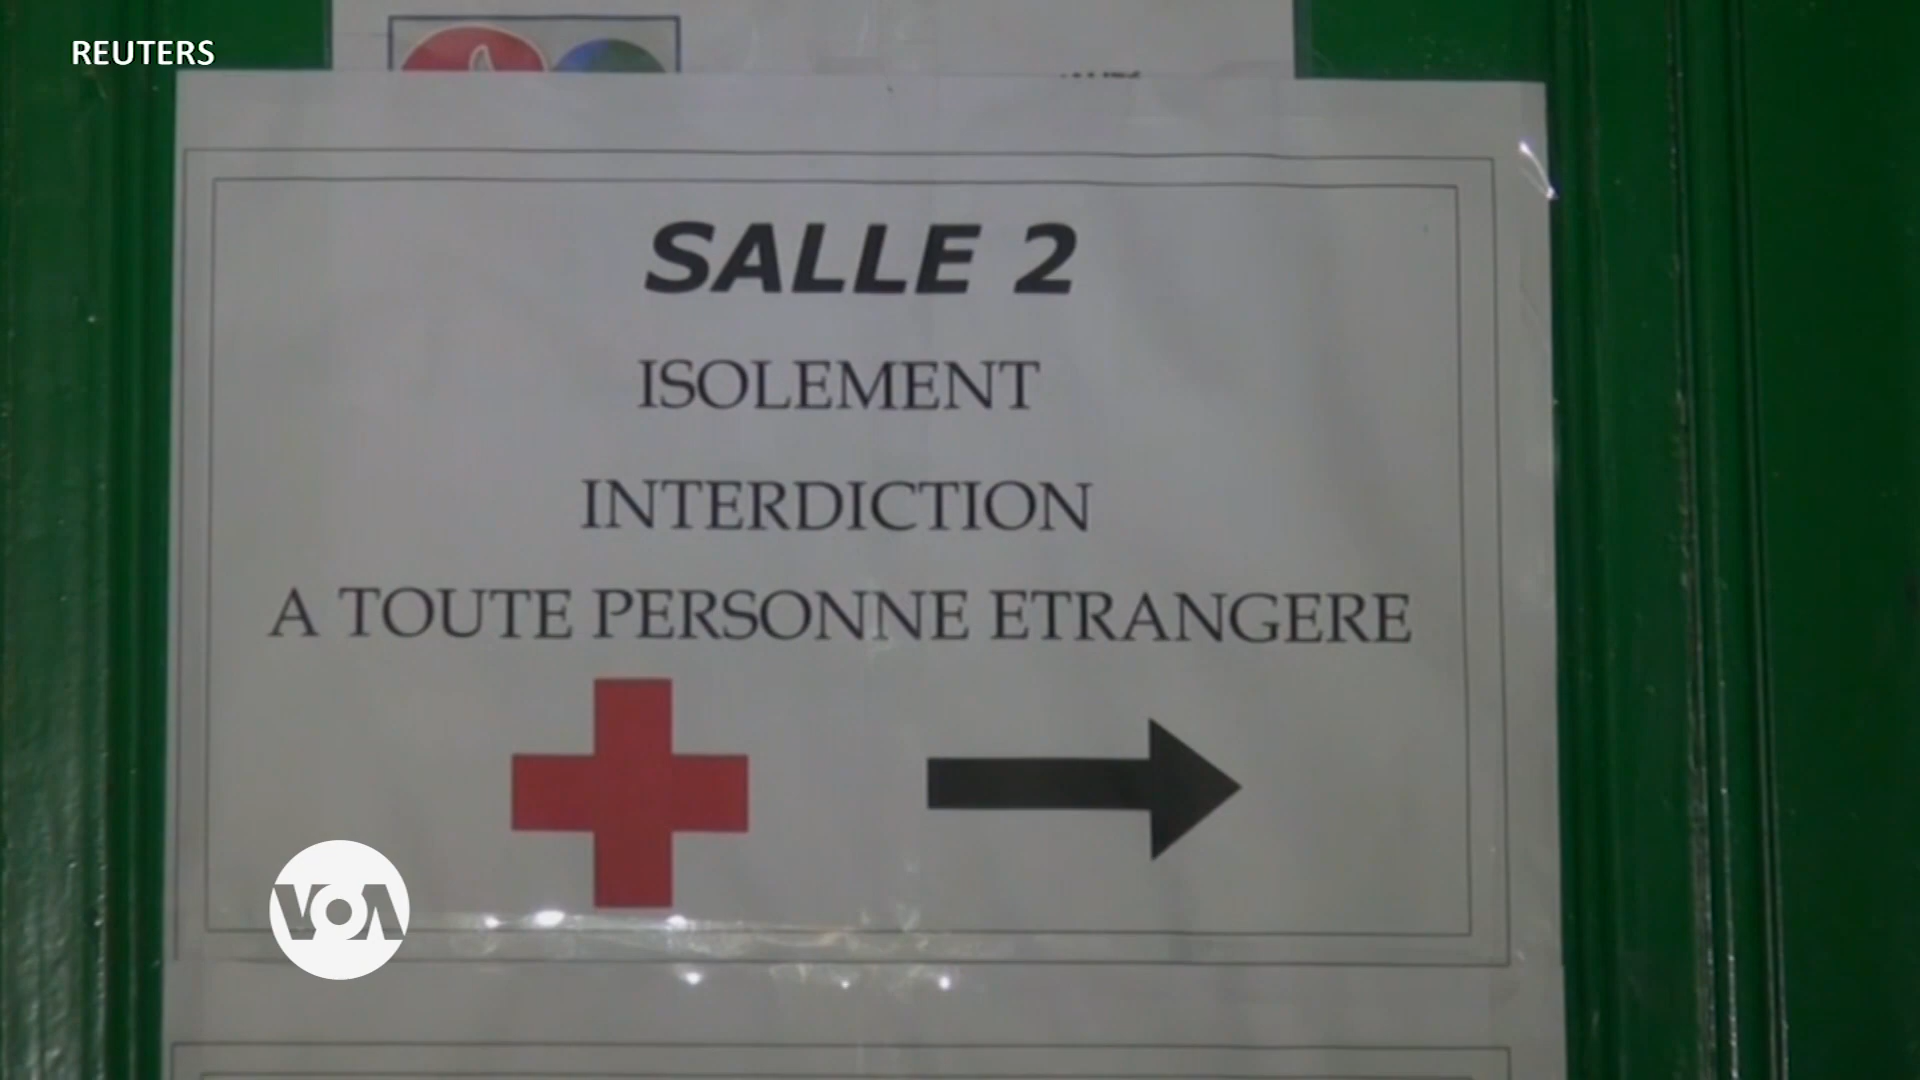 REUTERS
SALLE 2
ISOLEMENT
INTERDICTION
A TOUTE PERSONNE ETRANGERE
VOA